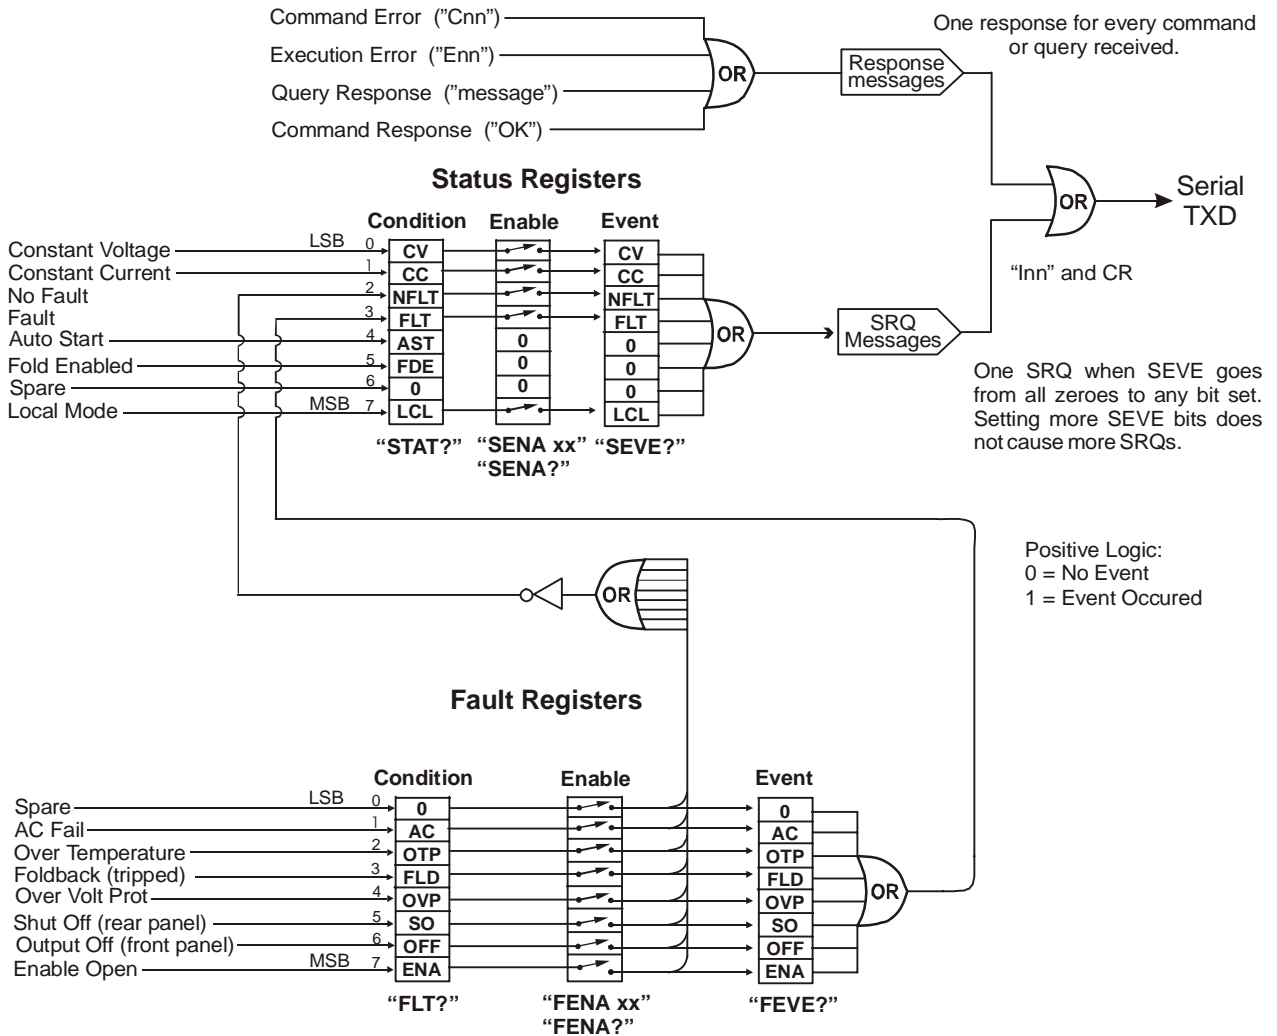 Command Error ("Cnn")
Execution Error ("Enn")
Query Response ("message")
Command Response ("OK")
OR
Response
messages
One response for every command
or query received.
OR
Serial
TXD
"Inn" and CR
Status Registers
Condition
Enable
Event
Constant Voltage
LSB
0
CV
CV
Constant Current
1
CC
CC
No Fault
2
NFLT
NFLT
Fault
3
FLT
FLT
Auto Start
4
AST
0
0
Fold Enabled
5
FDE
0
0
Spare
6
0
0
0
Local Mode
MSB
7
LCL
LCL
OR
SRQ
Messages
"STAT?"
"SENA xx"
"SENA?"
"SEVE?"
One SRQ when SEVE goes
from all zeroes to any bit set.
Setting more SEVE bits does
not cause more SRQs.
Positive Logic:
0 = No Event
1 = Event Occured
OR
Fault Registers
Condition
Enable
Event
Spare
LSB
0
0
0
AC Fail
1
AC
AC
Over Temperature
2
OTP
OTP
Foldback (tripped)
3
FLD
FLD
Over Volt Prot
4
OVP
OVP
Shut Off (rear panel)
5
SO
SO
Output Off (front panel)
6
OFF
OFF
Enable Open
MSB
7
ENA
ENA
OR
"FLT?"
"FENA xx"
"FENA?"
"FEVE?"